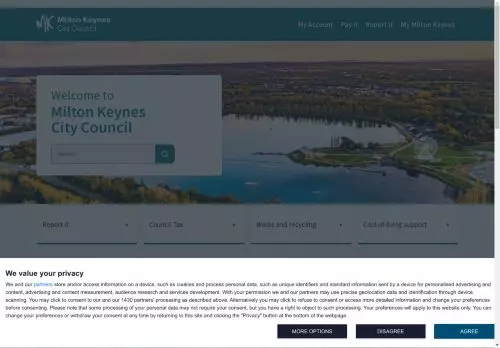 Milton Keynes
City Council
My Account Pay it Report it My Milton Keynes
Welcome to
Milton Keynes
City Council
Search
Report it
Council Tax
Waste and recycling
Cost of living support
We value your privacy
We and our partners store and/or access information on a device, such as cookies and process personal data, such as unique identifiers and standard information sent by a device for personalised advertising and
content, advertising and content measurement, audience research and services development. With your permission we and our partners may use precise geolocation data and identification through device
scanning. You may click to consent to our and our 1430 partners' processing as described above. Alternatively you may click to refuse to consent or access more detailed information and change your preferences
before consenting. Please note that some processing of your personal data may not require your consent, but you have a right to object to such processing. Your preferences will apply to this website only. You can
change your preferences or withdraw your consent at any time by returning to this site and clicking the "Privacy" button at the bottom of the webpage.
MORE OPTIONS
DISAGREE
AGREE